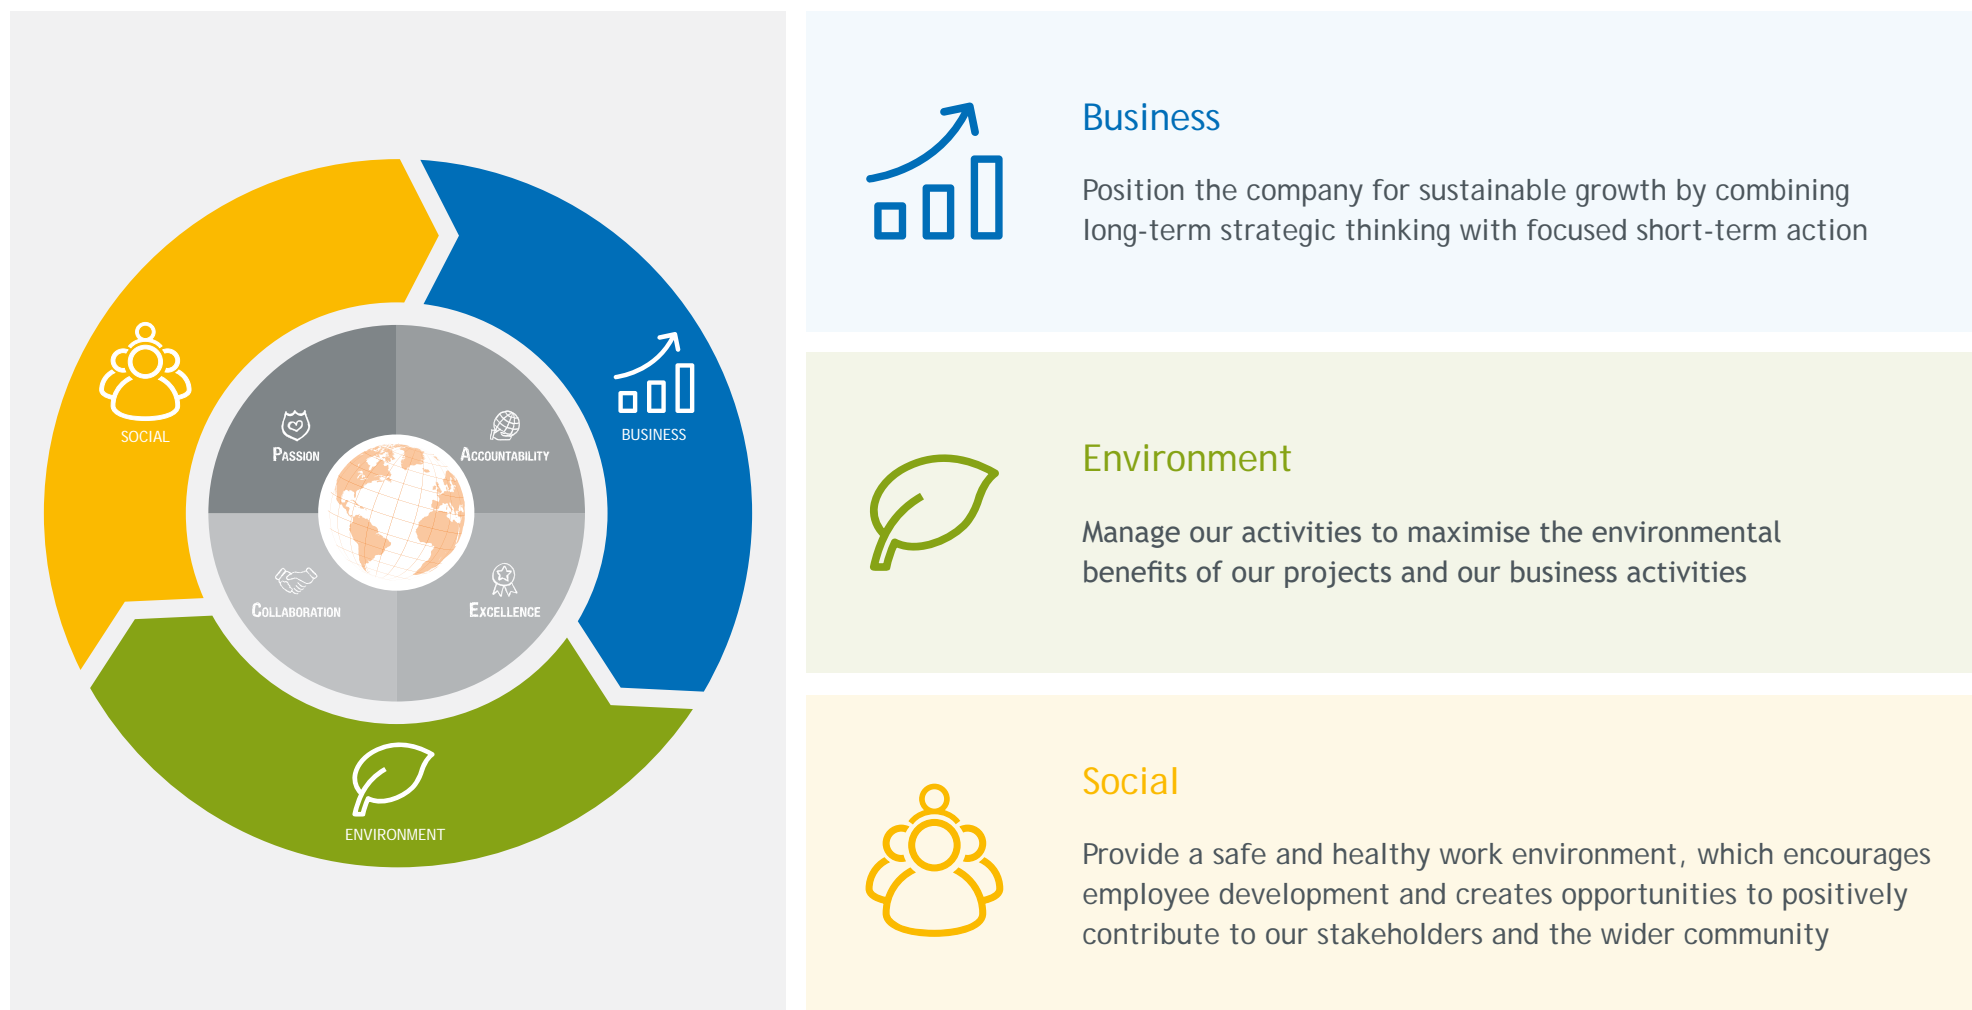 SOCIAL
BUSINESS
PASSION
ACCOUNTABILITY
COLLABORATION
EXCELLENCE
ENVIRONMENT
Business
Position the company for sustainable growth by combining
long-term strategic thinking with focused short-term action
Environment
Manage our activities to maximise the environmental
benefits of our projects and our business activities
Social
Provide a safe and healthy work environment, which encourages
employee development and creates opportunities to positively
contribute to our stakeholders and the wider community